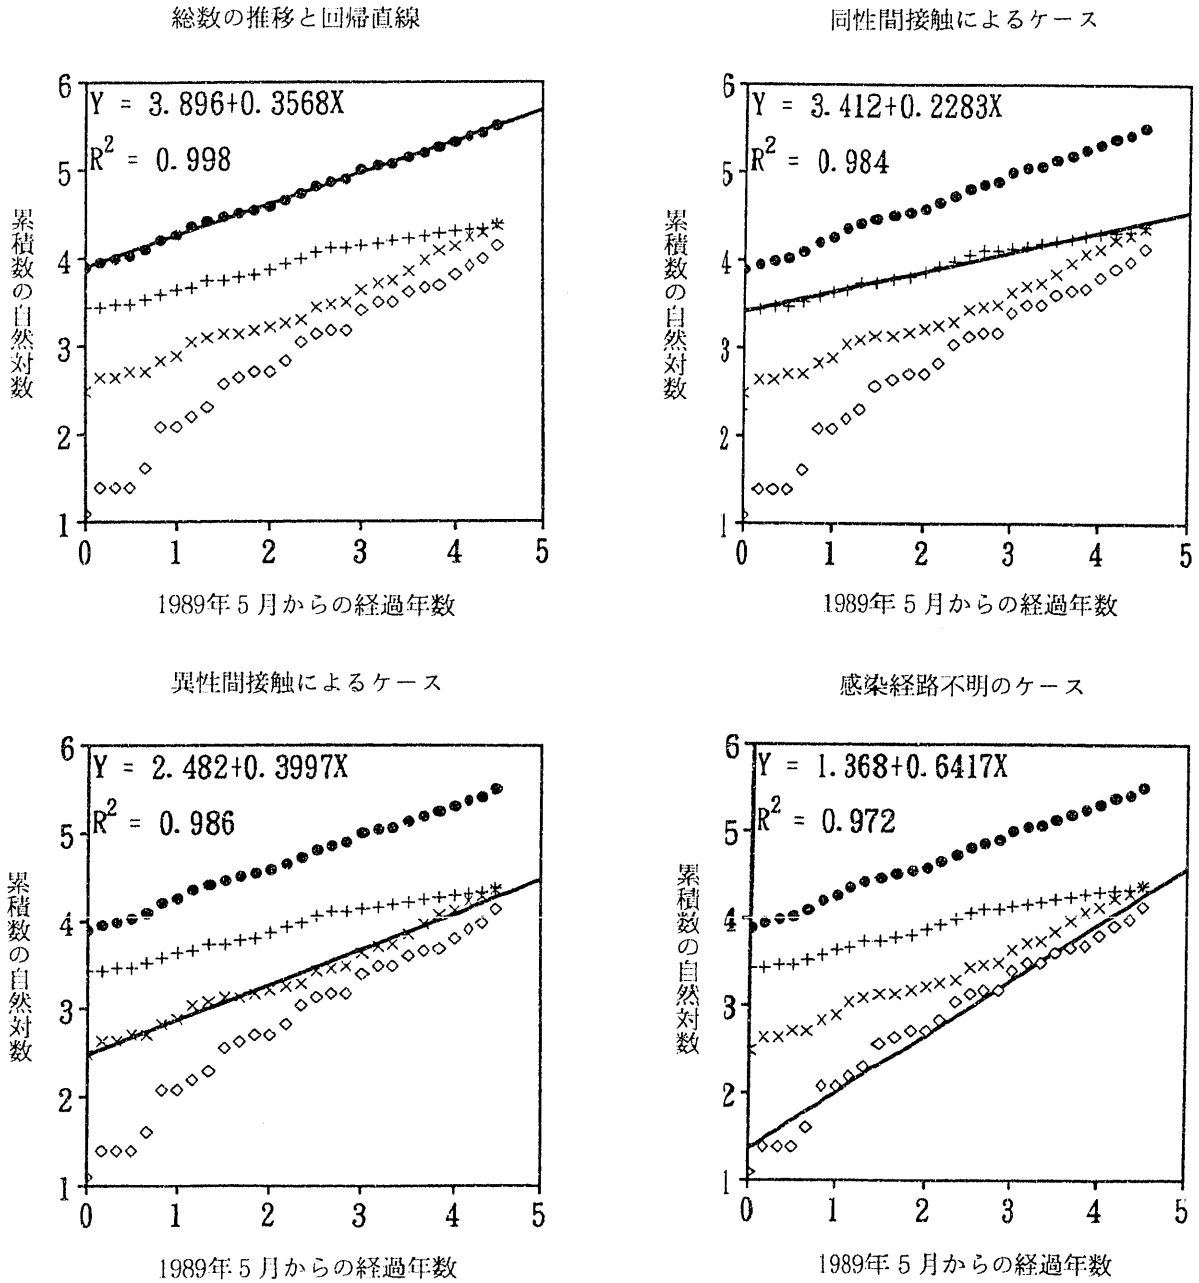 総数の推移と回帰直線
6
5
4
3
2
1
Y = 3.896+0.3568X
R² = 0.998
累積数の自然対数
0 1 2 3 4 5
1989年5月からの経過年数
同性間接触によるケース
6
5
4
3
2
1
Y = 3.412+0.2283X
R² = 0.984
累積数の自然対数
0 1 2 3 4 5
1989年5月からの経過年数
異性間接触によるケース
6
5
4
3
2
1
Y = 2.482+0.3997X
R² = 0.986
累積数の自然対数
0 1 2 3 4 5
1989年5月からの経過年数
感染経路不明のケース
6
5
4
3
2
1
Y = 1.368+0.6417X
R² = 0.972
累積数の自然対数
0 1 2 3 4 5
1989年5月からの経過年数